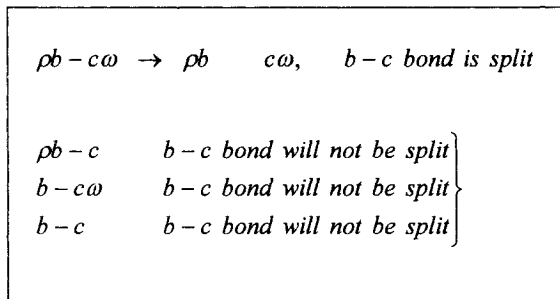 ρb – cω → ρb cω, b – c bond is split
ρb – c b – c bond will not be split
b – cω b – c bond will not be split
b – c b – c bond will not be split